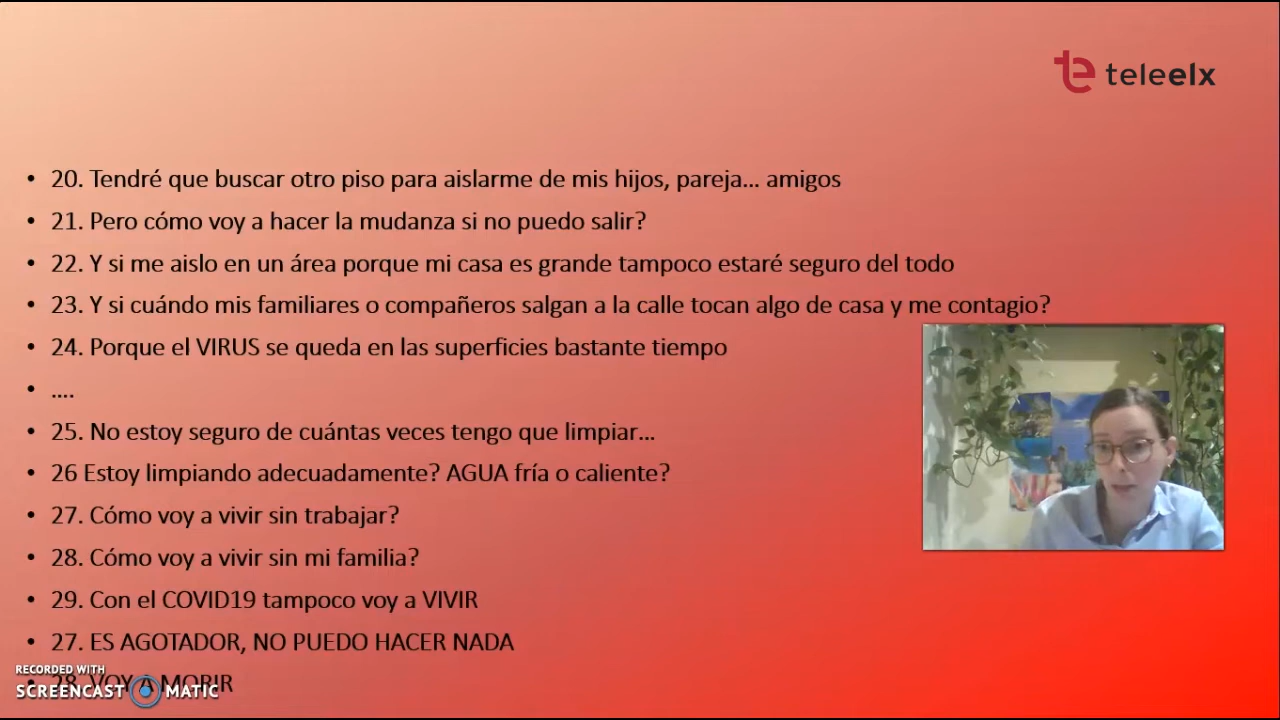 teleelx
• 20. Tendré que buscar otro piso para aislarme de mis hijos, pareja... amigos
• 21. Pero cómo voy a hacer la mudanza si no puedo salir?
• 22. Y si me aislo en un área porque mi casa es grande tampoco estaré seguro del todo
• 23. Y si cuándo mis familiares o compañeros salgan a la calle tocan algo de casa y me contagio?
• 24. Porque el VIRUS se queda en las superficies bastante tiempo
• ....
• 25. No estoy seguro de cuántas veces tengo que limpiar...
• 26 Estoy limpiando adecuadamente? AGUA fría o caliente?
• 27. Cómo voy a vivir sin trabajar?
• 28. Cómo voy a vivir sin mi familia?
• 29. Con el COVID19 tampoco voy a VIVIR
• 27. ES AGOTADOR, NO PUEDO HACER NADA
• 28. VOY A MORIR
RECORDED WITH
SCREENCAST MATIC